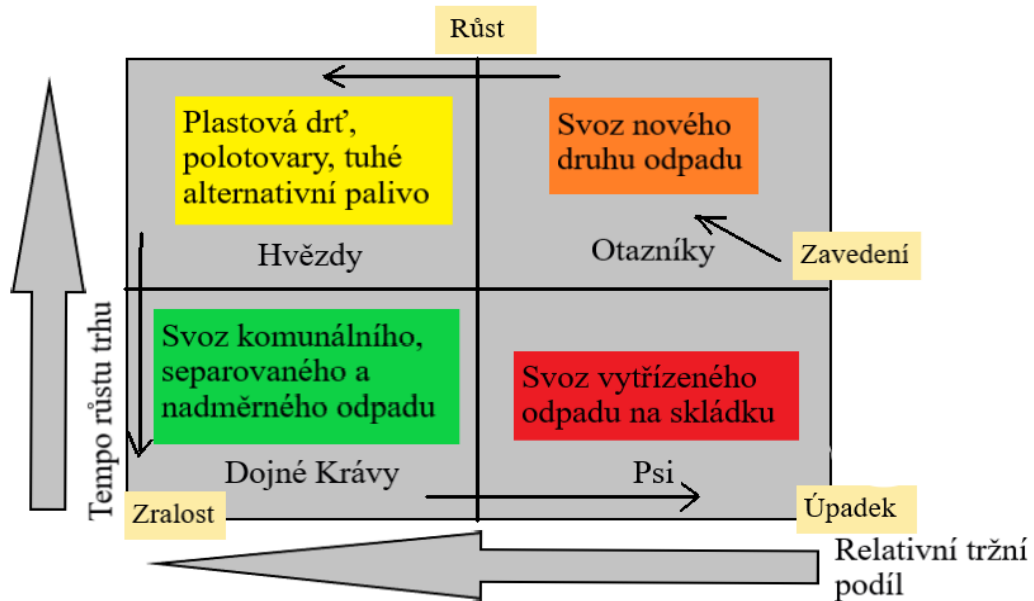 Růst
Plastová drť,
polotovary, tuhé
alternativní palivo
Svoz nového
druhu odpadu
Hvězdy
Otazníky
Zavedení
Tempo růstu trhu
Svoz komunálního,
separovaného a
nadměrného odpadu
Svoz vytřízeného
odpadu na skládku
Dojné Krávy
Psi
Zralost
Úpadek
Relativní tržní
podíl